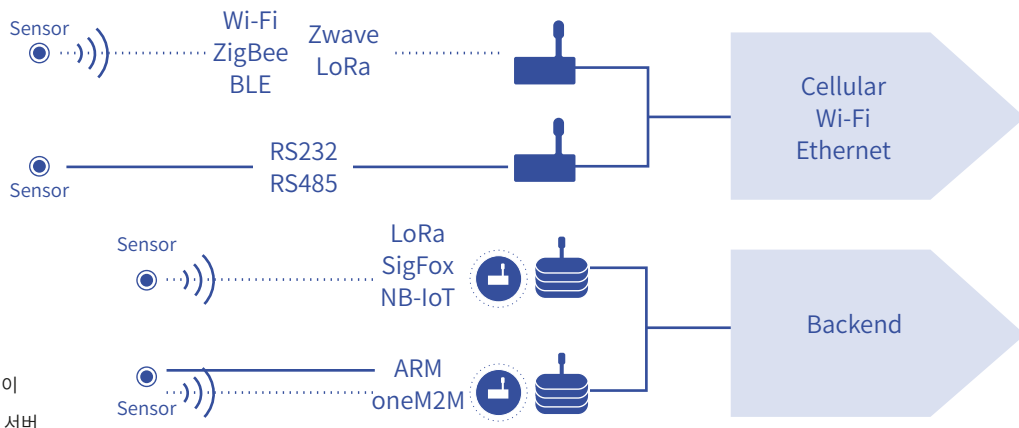 Sensor
Wi-Fi
ZigBee
BLE
Zwave
LoRa
Cellular
Wi-Fi
Ethernet
RS232
RS485
Sensor
Sensor
LoRa
SigFox
NB-IoT
Backend
ARM
oneM2M
Sensor
이
서버